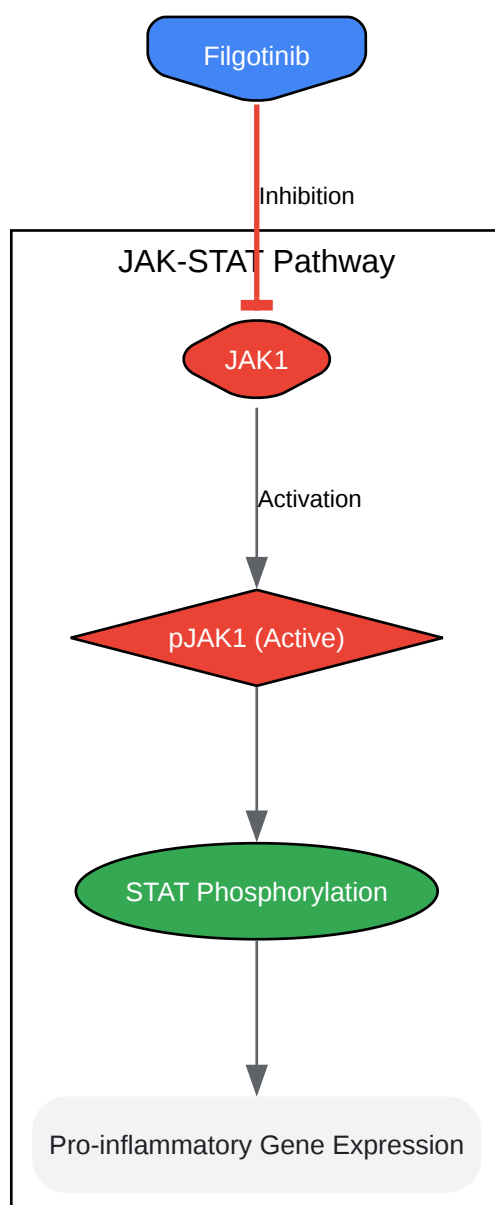 Filgotinib
Inhibition
JAK-STAT Pathway
JAK1
Activation
pJAK1 (Active)
STAT Phosphorylation
Pro-inflammatory Gene Expression